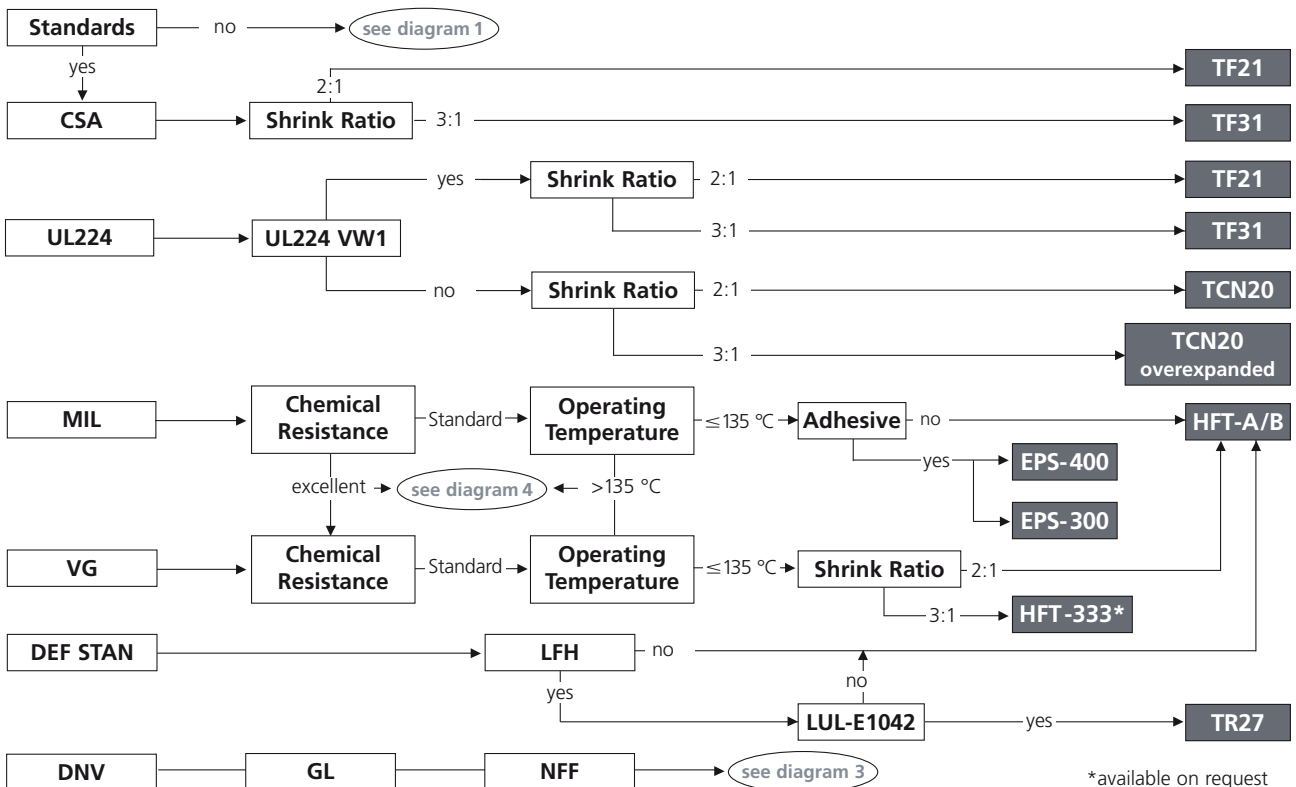 Standards
no
see diagram 1
yes
2:1
TF21
CSA
Shrink Ratio
3:1
TF31
yes
Shrink Ratio
2:1
TF21
UL224
UL224 VW1
3:1
TF31
no
Shrink Ratio
2:1
TCN20
3:1
TCN20
overexpanded
MIL
Chemical
Resistance
Standard
Operating
Temperature
≤135 °C
Adhesive
no
HFT-A/B
yes
EPS-400
excellent
see diagram 4
>135 °C
EPS-300
VG
Chemical
Resistance
Standard
Operating
Temperature
≤135 °C
Shrink Ratio
2:1
3:1
HFT-333*
DEF STAN
LFH
no
yes
no
LUL-E1042
yes
TR27
DNV
GL
NFF
see diagram 3
*available on request